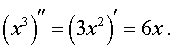 (x³)″ = (3x²)′ = 6x .